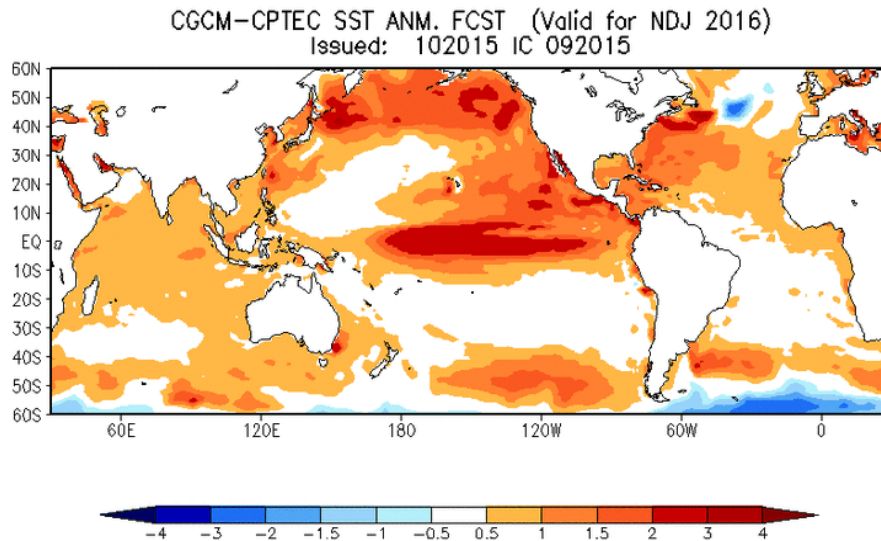 CGCM-CPTEC SST ANM. FCST (Valid for NDJ 2016)
Issued: 102015 IC 092015
60N
50N
40N
30N
20N
10N
EQ
10S
20S
30S
40S
50S
60S
60E 120E 180 120W 60W 0
-4 -3 -2 -1.5 -1 -0.5 0.5 1 1.5 2 3 4